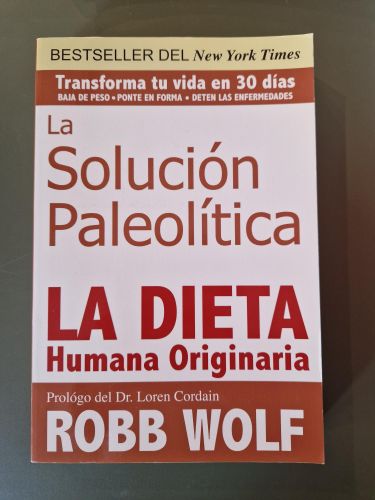 BESTSELLER DEL New York Times
Transforma tu vida en 30 días
BAJA DE PESO • PONTE EN FORMA • DETEN LAS ENFERMEDADES
La
Solución
Paleolítica
LA DIETA
Humana Originaria
Prológo del Dr. Loren Cordain
ROBB WOLF